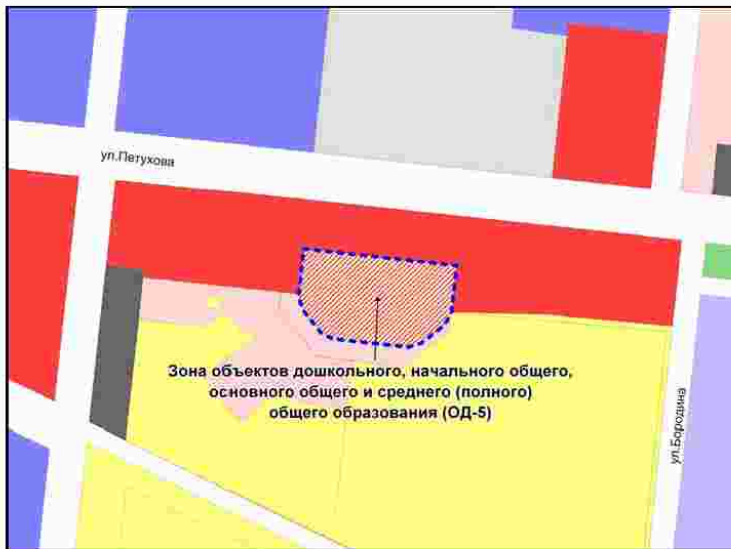 ул.Петухова
Зона объектов дошкольного, начального общего,
основного общего и среднего (полного)
общего образования (ОД-5)
ул.Бородина